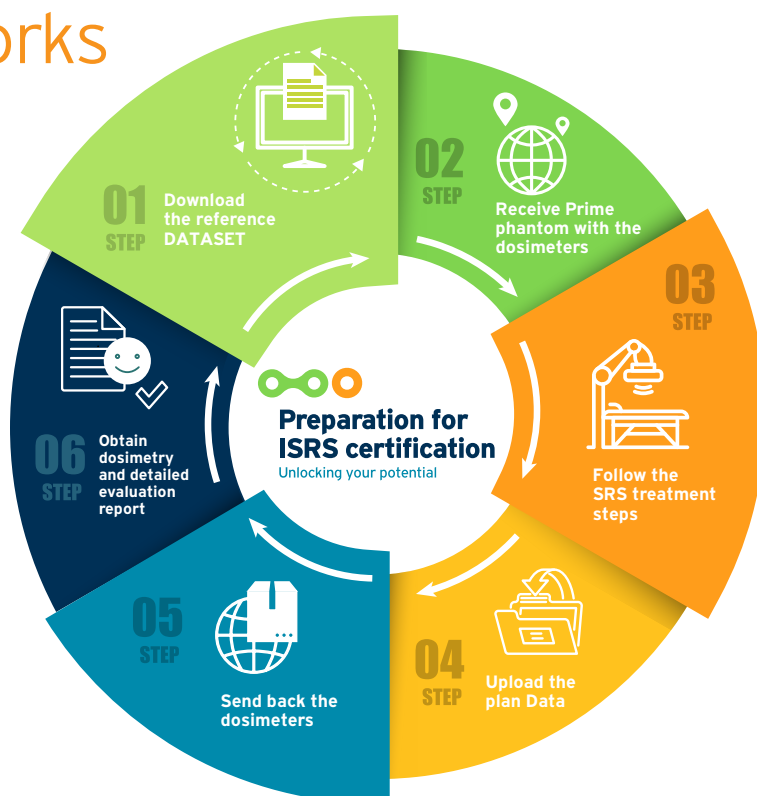 orks
01
STEP
Download
the reference
DATASET
02
STEP
Receive Prime
phantom with the
dosimeters
03
STEP
Follow the
SRS treatment
steps
04
STEP
Upload the
plan Data
05
STEP
Send back the
dosimeters
06
STEP
Obtain
dosimetry
and detailed
evaluation
report
Preparation for
ISRS certification
Unlocking your potential